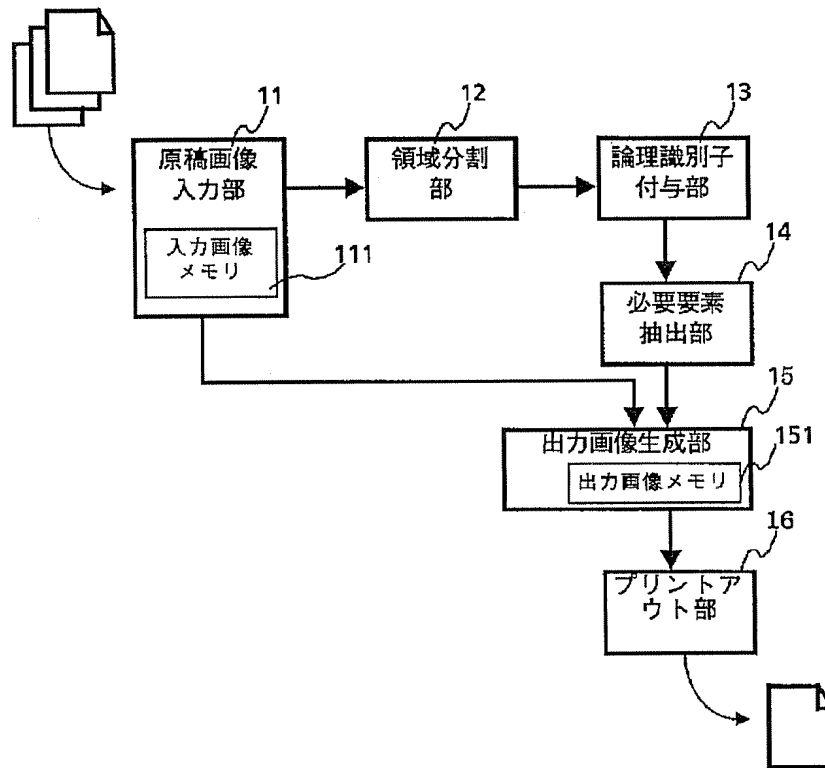 11
原稿画像
入力部
入力画像
メモリ
111
12
領域分割
部
13
論理識別子
付与部
14
必要要素
抽出部
15
出力画像生成部
出力画像メモリ
151
16
プリントア
ウト部